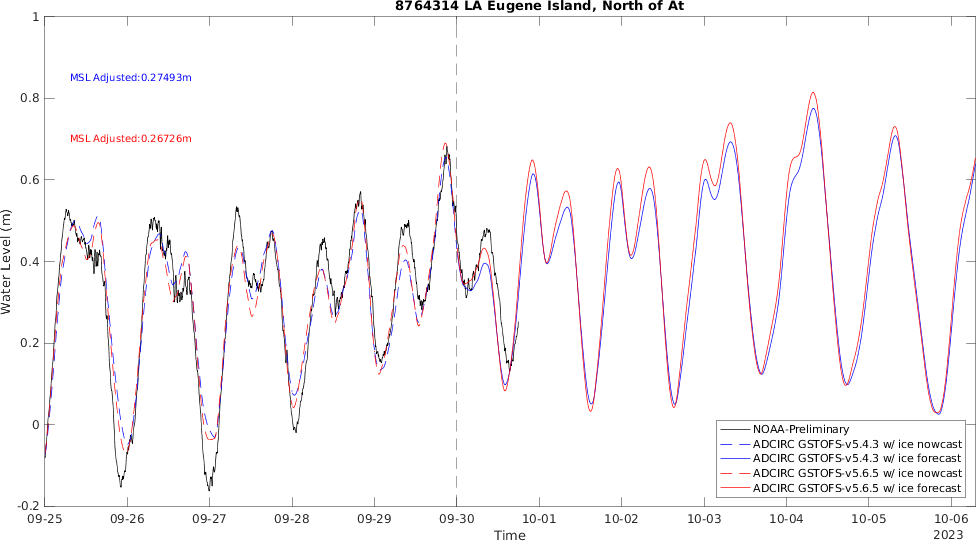 8764314 LA Eugene Island, North of At
MSL Adjusted:0.27493m
MSL Adjusted:0.26726m
Water Level (m)
1
0.8
0.6
0.4
0.2
0
-0.2
09-25 09-26 09-27 09-28 09-29 09-30 10-01 10-02 10-03 10-04 10-05 10-06
Time
2023
NOAA-Preliminary
ADCIRC GSTOFS-v5.4.3 w/ ice nowcast
ADCIRC GSTOFS-v5.4.3 w/ ice forecast
ADCIRC GSTOFS-v5.6.5 w/ ice nowcast
ADCIRC GSTOFS-v5.6.5 w/ ice forecast